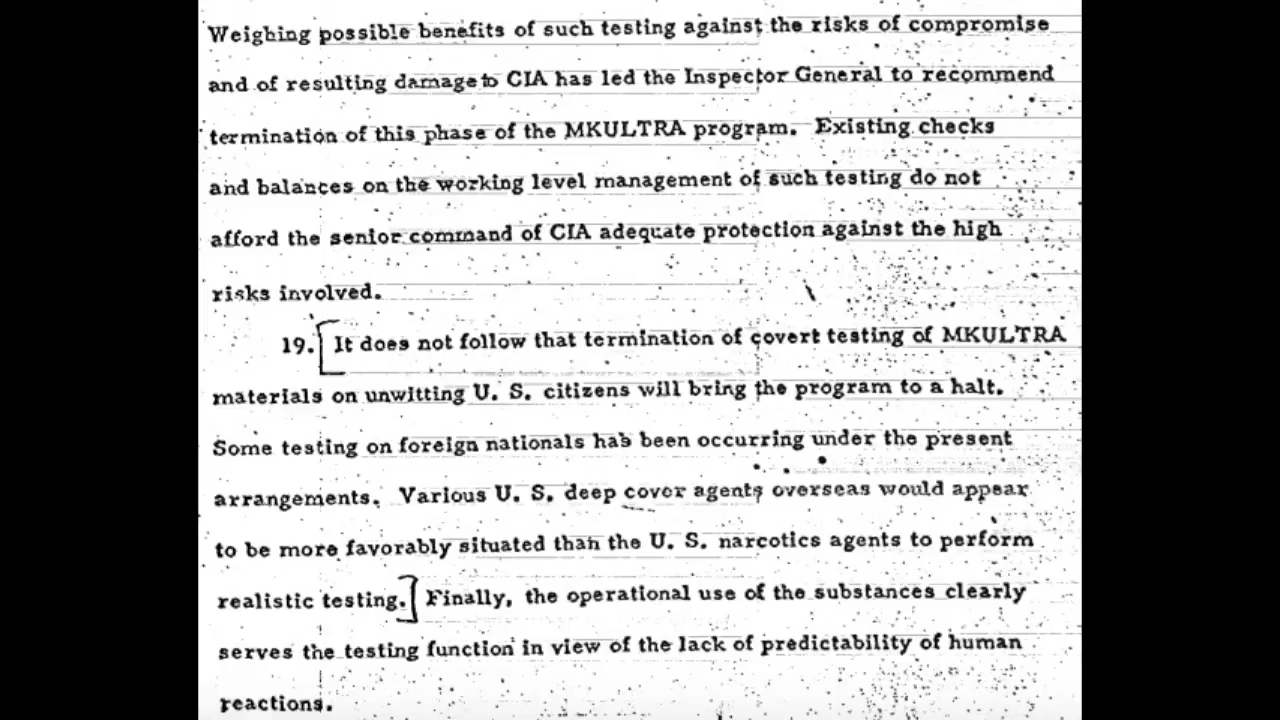 Weighing possible benefits of such testing against the risks of compromise
and of resulting damage to CIA has led the Inspector General to recommend
termination of this phase of the MKULTRA program. Existing checks
and balances on the working level management of such testing do not
afford the senior command of CIA adequate protection against the high
risks involved.
19. [It does not follow that termination of covert testing of MKULTRA
materials on unwitting U. S. citizens will bring the program to a halt.
Some testing on foreign nationals has been occurring under the present
arrangements. Various U. S. deep cover agents overseas would appear
to be more favorably situated than the U. S. narcotics agents to perform
realistic testing.] Finally, the operational use of the substances clearly
serves the testing function in view of the lack of predictability of human
reactions.